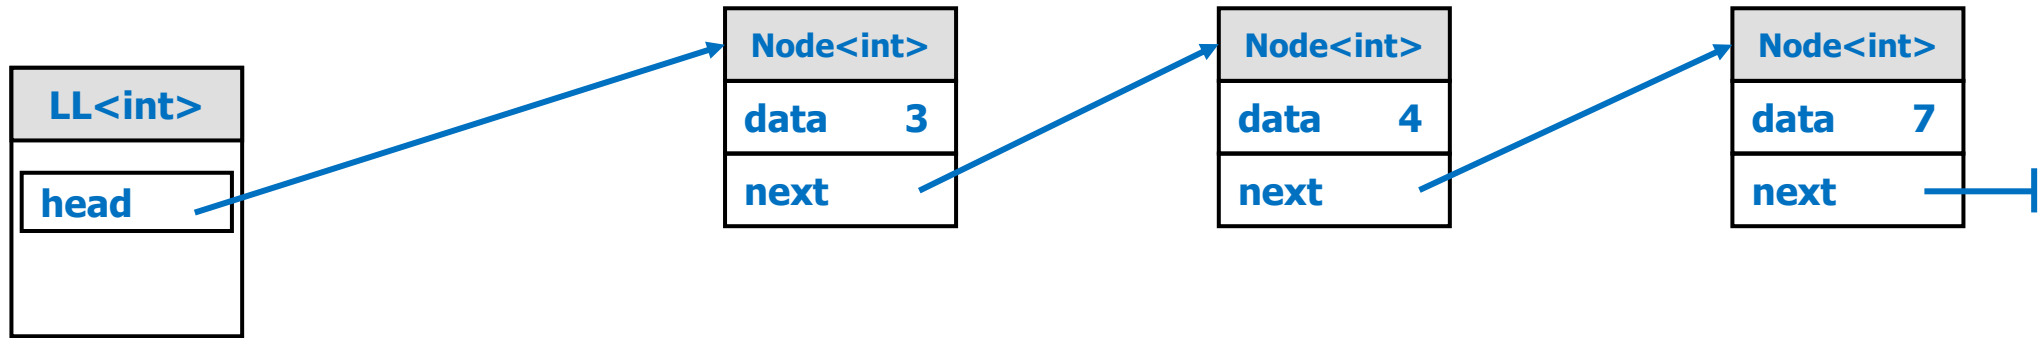 LL<int>
head
Node<int>
data 3
next
Node<int>
data 4
next
Node<int>
data 7
next